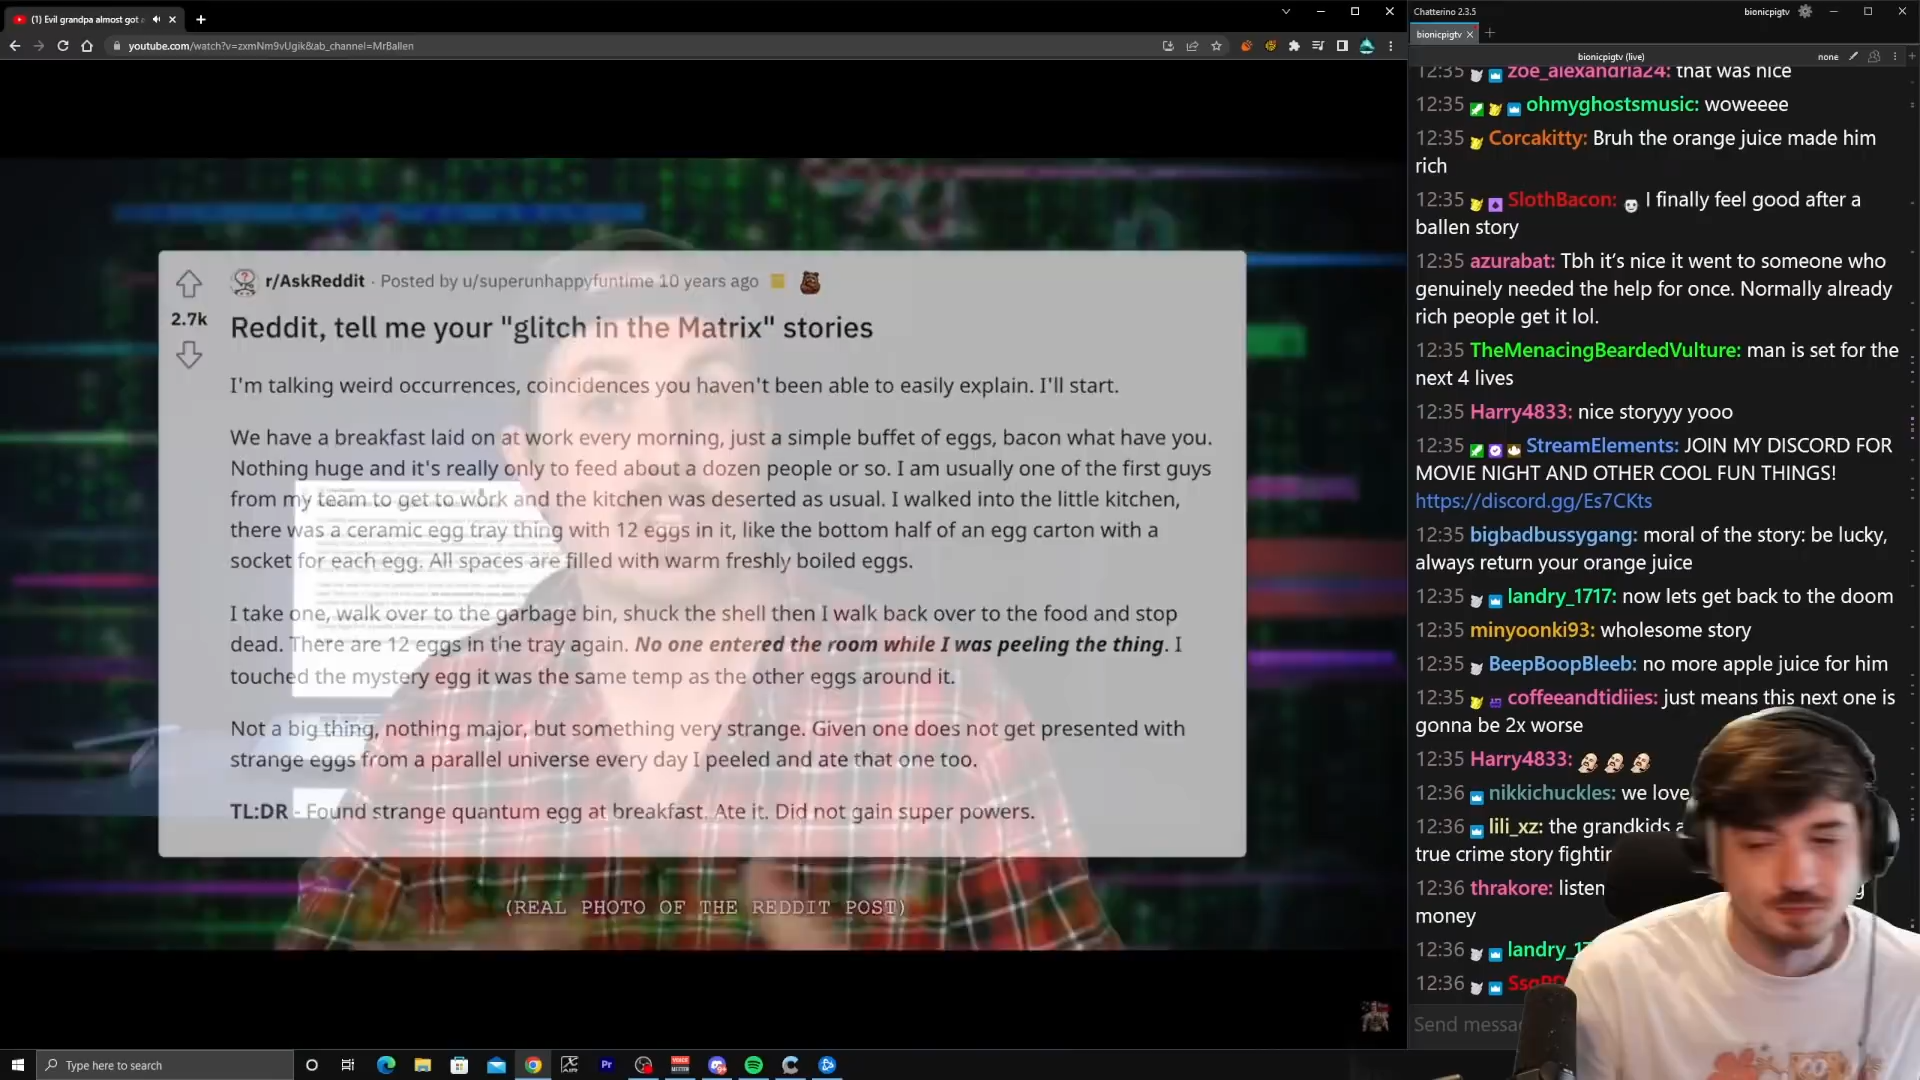 (1) Evil grandpa almost got a
youtube.com/watch?v=zxmNm9vUgik&ab_channel=MrBallen
r/AskReddit · Posted by u/superunhappyfuntime 10 years ago
2.7k
Reddit, tell me your "glitch in the Matrix" stories
I'm talking weird occurrences, coincidences you haven't been able to easily explain. I'll start.
We have a breakfast laid on at work every morning, just a simple buffet of eggs, bacon what have you.
Nothing huge and it's really only to feed about a dozen people or so. I am usually one of the first guys
from my team to get to work and the kitchen was deserted as usual. I walked into the little kitchen,
there was a ceramic egg tray thing with 12 eggs in it, like the bottom half of an egg carton with a
socket for each egg. All spaces are filled with warm freshly boiled eggs.
I take one, walk over to the garbage bin, shuck the shell then I walk back over to the food and stop
dead. There are 12 eggs in the tray again. No one entered the room while I was peeling the thing. I
touched the mystery egg it was the same temp as the other eggs around it.
Not a big thing, nothing major, but something very strange. Given one does not get presented with
strange eggs from a parallel universe every day I peeled and ate that one too.
TL:DR - Found strange quantum egg at breakfast. Ate it. Did not gain super powers.
(REAL PHOTO OF THE REDDIT POST)
Type here to search
Pr
Chatterino 2.3.5
bionicpigtv
bionicpigtv
bionicpigtv (live)
none
12:35 zoe_alexandria24: that was nice
12:35 ohmyghostsmusic: woweeee
12:35 Corcakitty: Bruh the orange juice made him
rich
12:35 SlothBacon: I finally feel good after a
ballen story
12:35 azurabat: Tbh it's nice it went to someone who
genuinely needed the help for once. Normally already
rich people get it lol.
12:35 TheMenacingBeardedVulture: man is set for the
next 4 lives
12:35 Harry4833: nice storyyy yooo
12:35 StreamElements: JOIN MY DISCORD FOR
MOVIE NIGHT AND OTHER COOL FUN THINGS!
https://discord.gg/Es7CKts
12:35 bigbadbussygang: moral of the story: be lucky,
always return your orange juice
12:35 landry_1717: now lets get back to the doom
12:35 minyoonki93: wholesome story
12:35 BeepBoopBleeb: no more apple juice for him
12:35 coffeeandtidiies: just means this next one is
gonna be 2x worse
12:35 Harry4833:
12:36 nikkichuckles: we love
12:36 lili_xz: the grandkids a
true crime story fightin
12:36 thrakore: listen
money
12:36 landry_17
12:36
Send messa